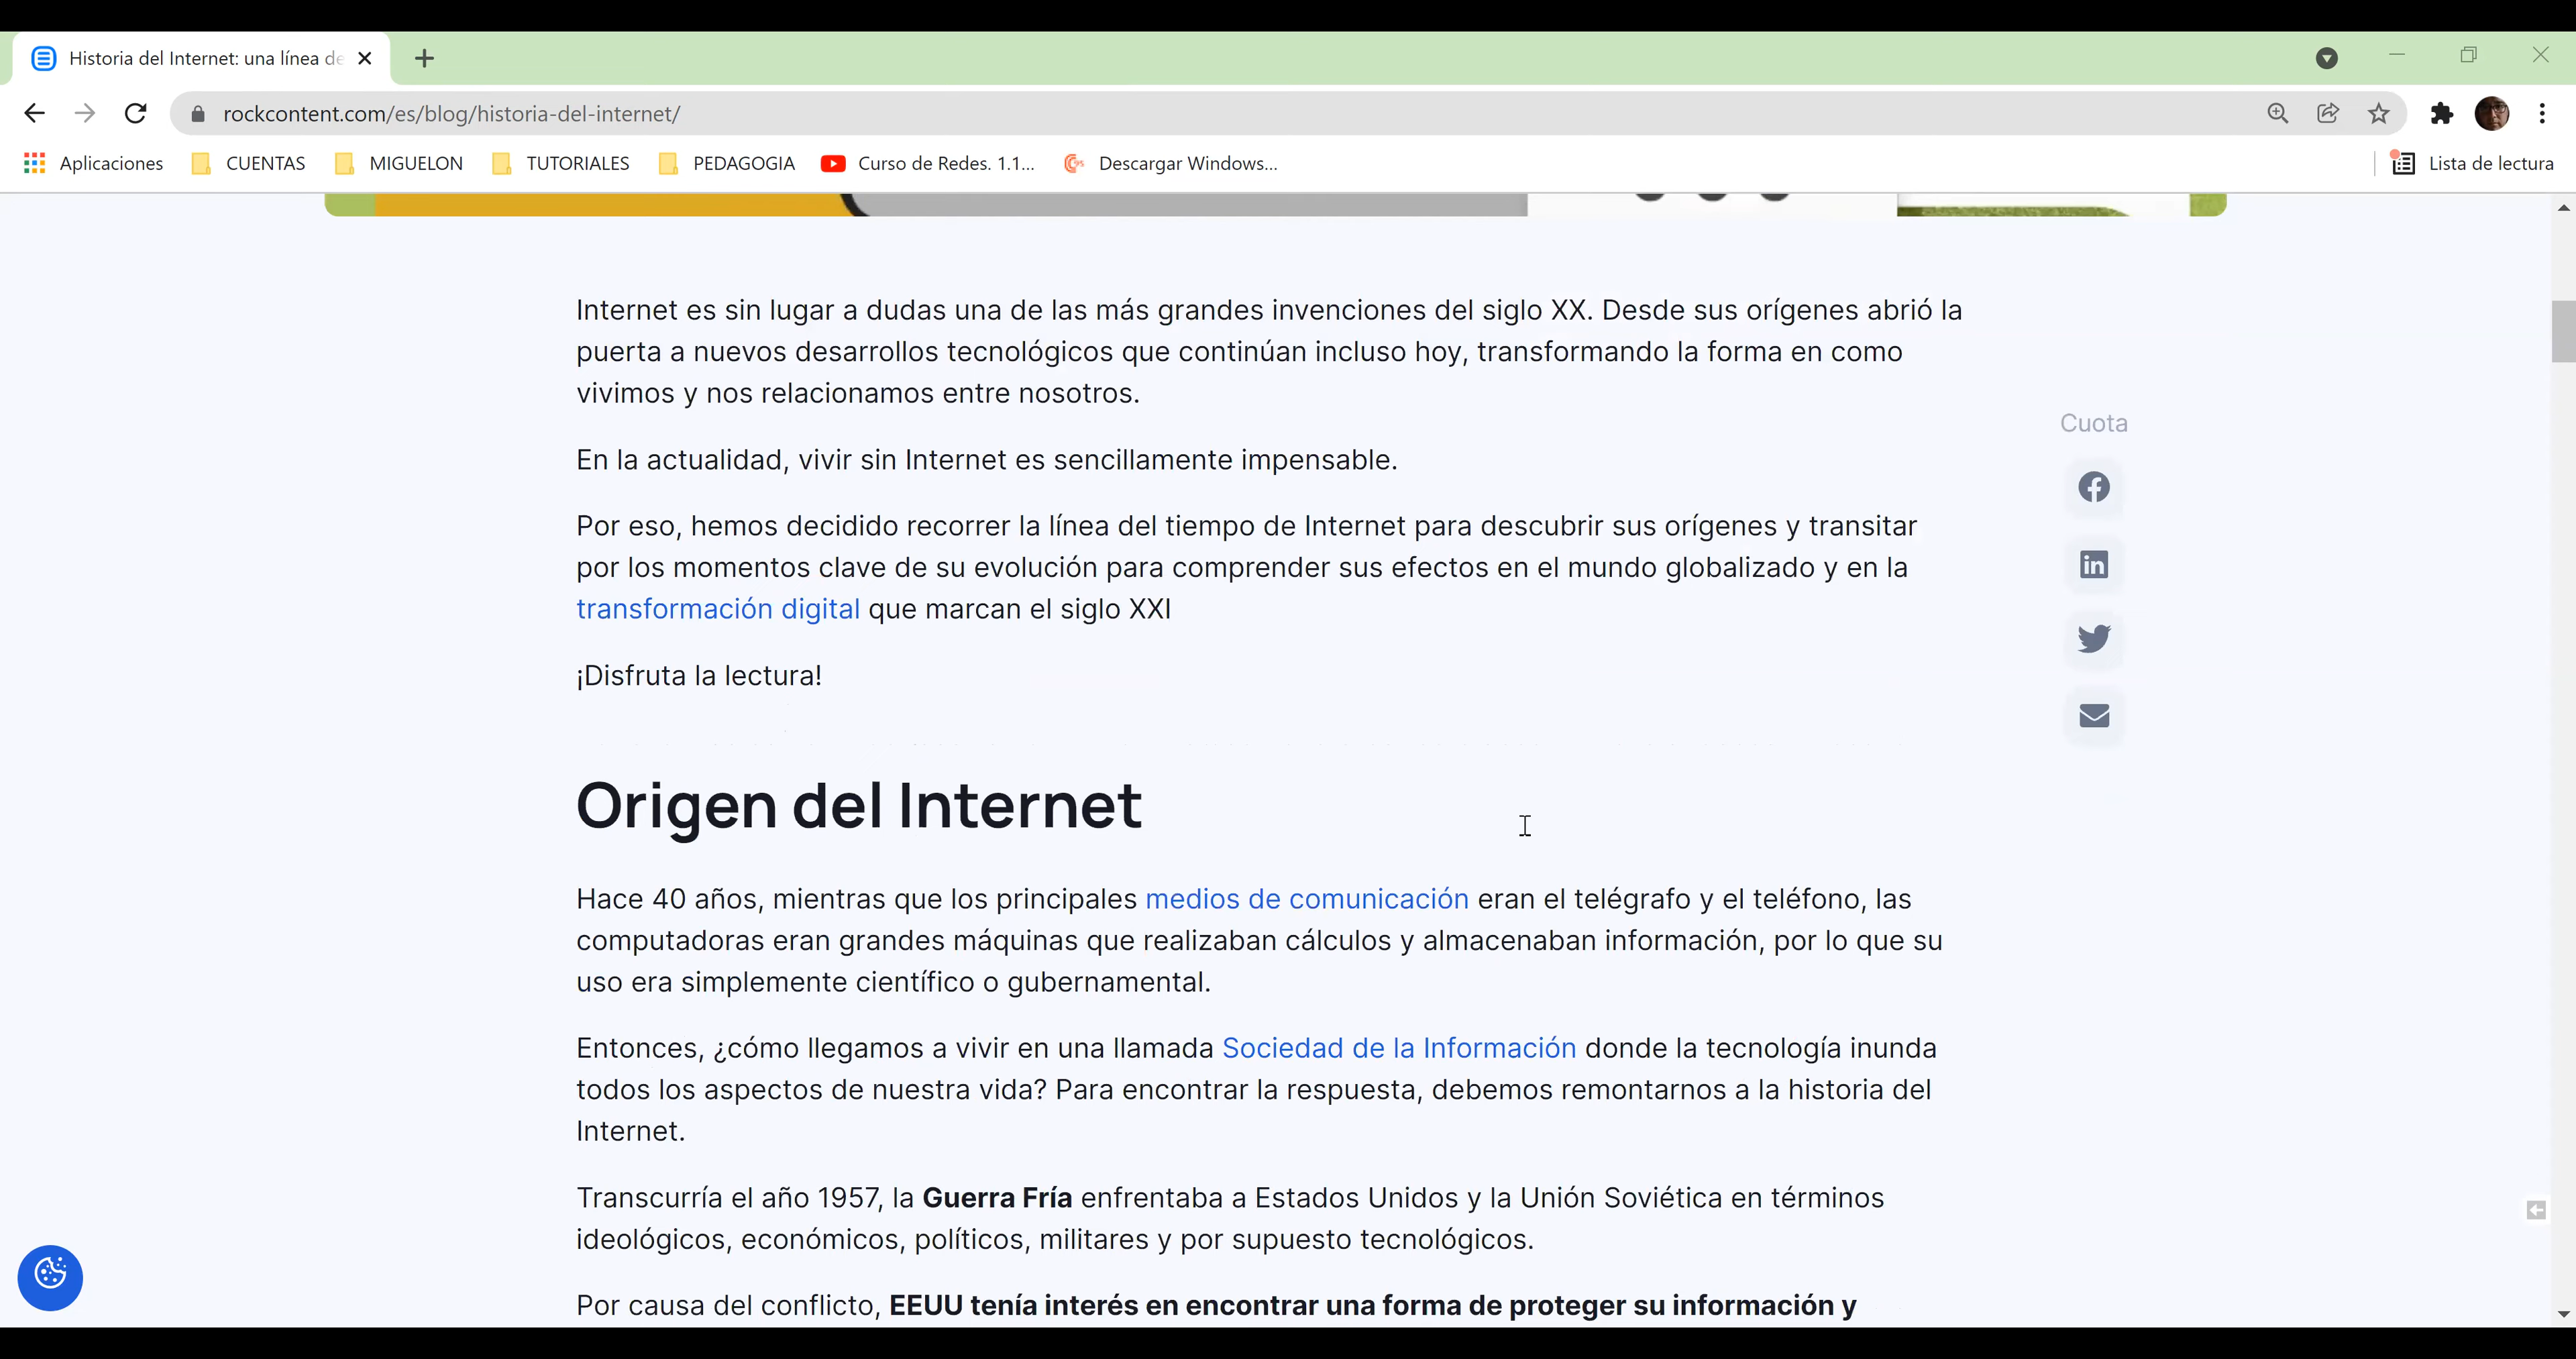 Historia del Internet: una línea de
rockcontent.com/es/blog/historia-del-internet/
Aplicaciones CUENTAS MIGUELON TUTORIALES PEDAGOGIA Curso de Redes. 1.1... Descargar Windows... Lista de lectura
Internet es sin lugar a dudas una de las más grandes invenciones del siglo XX. Desde sus orígenes abrió la
puerta a nuevos desarrollos tecnológicos que continúan incluso hoy, transformando la forma en como
vivimos y nos relacionamos entre nosotros.
Cuota
En la actualidad, vivir sin Internet es sencillamente impensable.
Por eso, hemos decidido recorrer la línea del tiempo de Internet para descubrir sus orígenes y transitar
por los momentos clave de su evolución para comprender sus efectos en el mundo globalizado y en la
transformación digital que marcan el siglo XXI
¡Disfruta la lectura!
Origen del Internet
Hace 40 años, mientras que los principales medios de comunicación eran el telégrafo y el teléfono, las
computadoras eran grandes máquinas que realizaban cálculos y almacenaban información, por lo que su
uso era simplemente científico o gubernamental.
Entonces, ¿cómo llegamos a vivir en una llamada Sociedad de la Información donde la tecnología inunda
todos los aspectos de nuestra vida? Para encontrar la respuesta, debemos remontarnos a la historia del
Internet.
Transcurría el año 1957, la Guerra Fría enfrentaba a Estados Unidos y la Unión Soviética en términos
ideológicos, económicos, políticos, militares y por supuesto tecnológicos.
Por causa del conflicto, EEUU tenía interés en encontrar una forma de proteger su información y